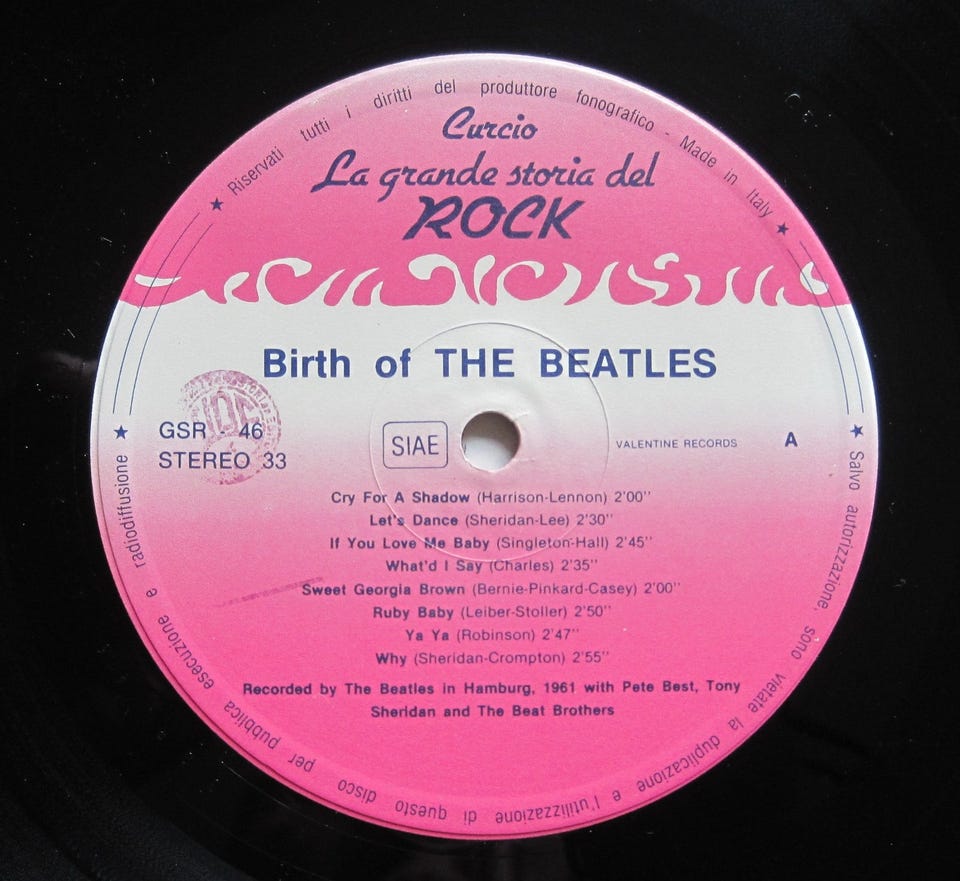 Riservati tutti i diritti del produttore fonografico - Made in Italy
Curcio
La grande storia del
ROCK
Birth of THE BEATLES
GSR - 46
STEREO 33
SIAE
VALENTINE RECORDS
A
Cry For A Shadow (Harrison-Lennon) 2'00''
Let's Dance (Sheridan-Lee) 2'30''
If You Love Me Baby (Singleton-Hall) 2'45''
What'd I Say (Charles) 2'35''
Sweet Georgia Brown (Bernie-Pinkard-Casey) 2'00''
Ruby Baby (Leiber-Stoller) 2'50''
Ya Ya (Robinson) 2'47''
Why (Sheridan-Crompton) 2'55''
Recorded by The Beatles in Hamburg, 1961 with Pete Best, Tony
Sheridan and The Beat Brothers
Salvo autorizzazione, sono vietate la duplicazione e l'utilizzazione di questo disco per pubblica esecuzione e radiodiffusione